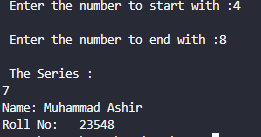 Enter the number to start with :4
Enter the number to end with :8
The Series :
7
Name: Muhammad Ashir
Roll No:   23548